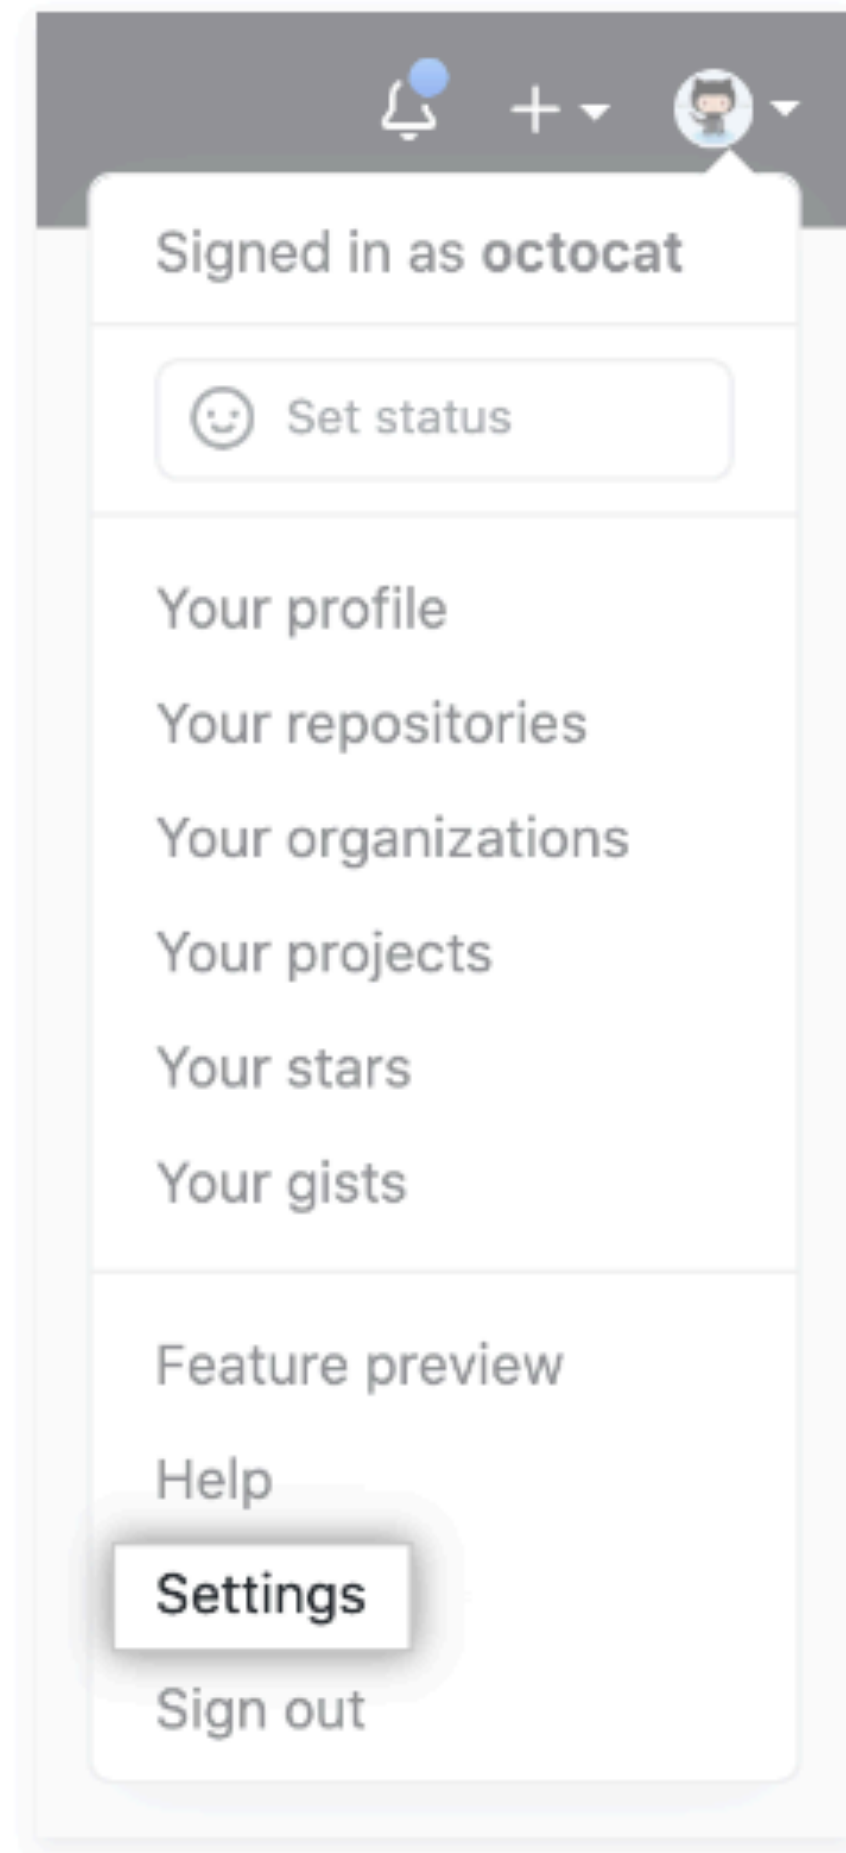 Signed in as octocat
Set status
Your profile
Your repositories
Your organizations
Your projects
Your stars
Your gists
Feature preview
Help
Settings
Sign out